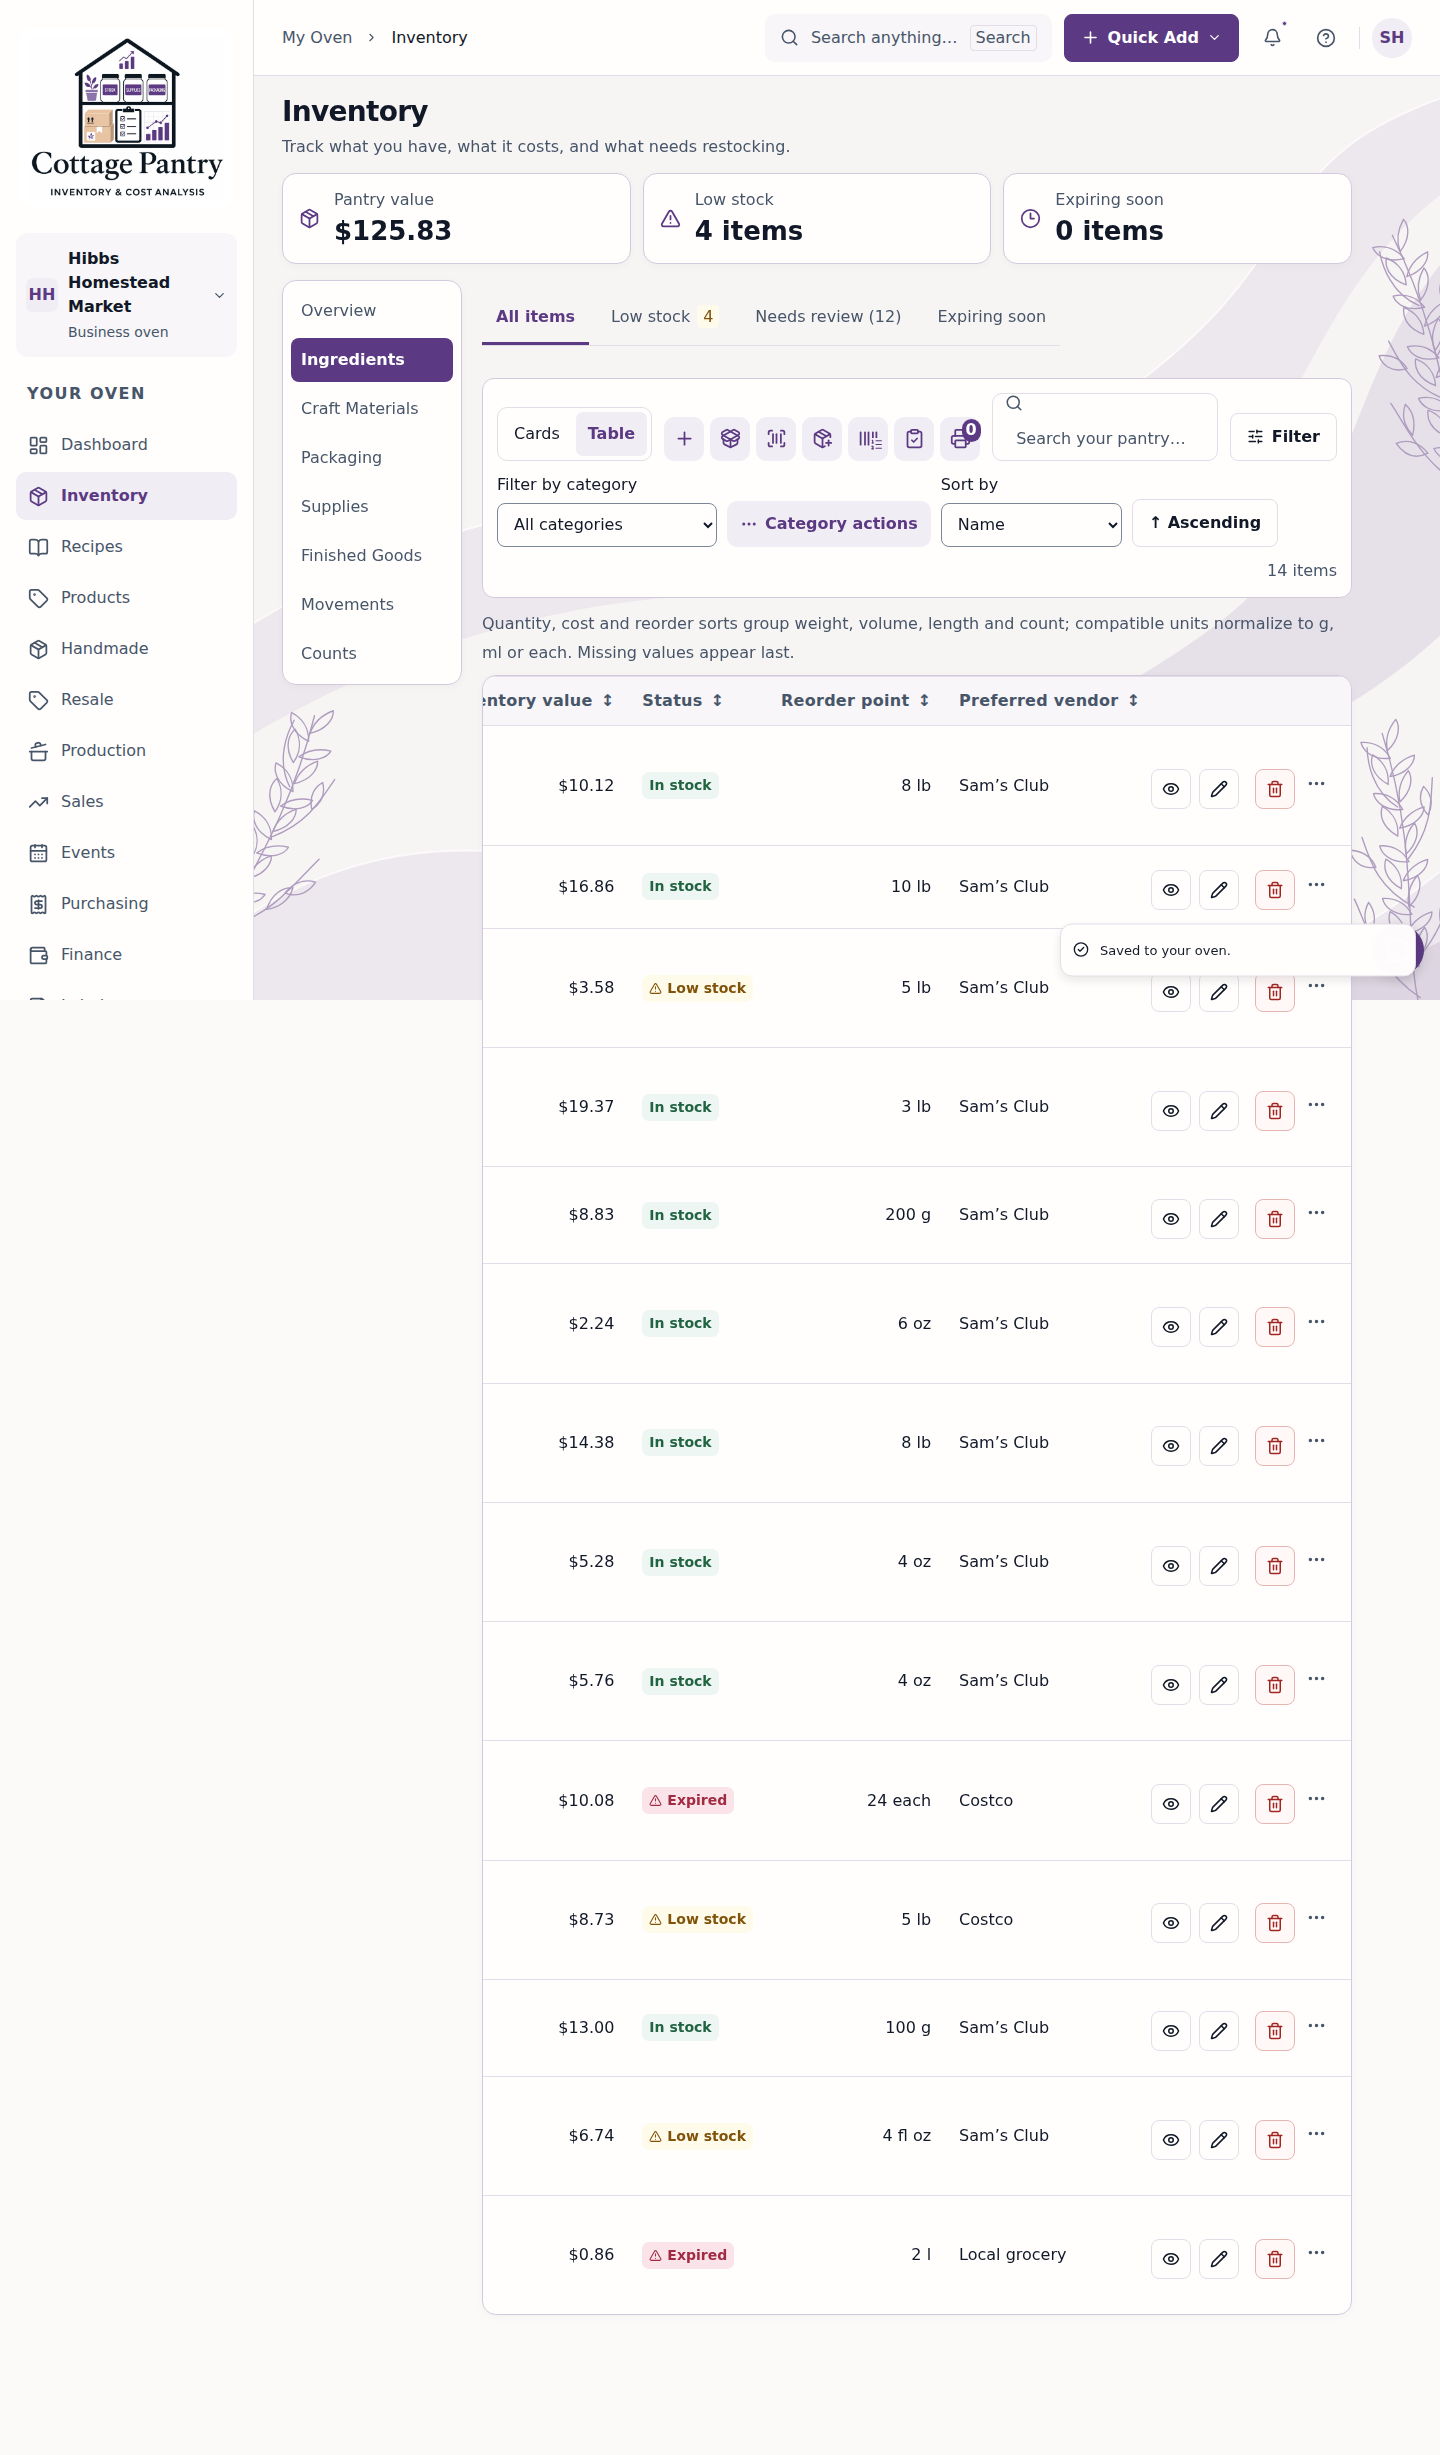 Cottage Pantry
INVENTORY & COST ANALYSIS
HH
Hibbs
Homestead
Market
Business oven
YOUR OVEN
Dashboard
Inventory
Recipes
Products
Handmade
Resale
Production
Sales
Events
Purchasing
Finance
My Oven
Inventory
Search anything...
Search
Quick Add
SH
Inventory
Track what you have, what it costs, and what needs restocking.
Pantry value
$125.83
Low stock
4 items
Expiring soon
0 items
Overview
Ingredients
Craft Materials
Packaging
Supplies
Finished Goods
Movements
Counts
All items
Low stock 4
Needs review (12)
Expiring soon
Cards
Table
0
Search your pantry...
Filter
Filter by category
All categories
Category actions
Sort by
Name
↑ Ascending
14 items
Quantity, cost and reorder sorts group weight, volume, length and count; compatible units normalize to g,
ml or each. Missing values appear last.
entory value ↕ Status ↕ Reorder point ↕ Preferred vendor ↕
$10.12 In stock 8 lb Sam’s Club
$16.86 In stock 10 lb Sam’s Club
Saved to your oven.
$3.58 Low stock 5 lb Sam’s Club
$19.37 In stock 3 lb Sam’s Club
$8.83 In stock 200 g Sam’s Club
$2.24 In stock 6 oz Sam’s Club
$14.38 In stock 8 lb Sam’s Club
$5.28 In stock 4 oz Sam’s Club
$5.76 In stock 4 oz Sam’s Club
$10.08 Expired 24 each Costco
$8.73 Low stock 5 lb Costco
$13.00 In stock 100 g Sam’s Club
$6.74 Low stock 4 fl oz Sam’s Club
$0.86 Expired 2 l Local grocery